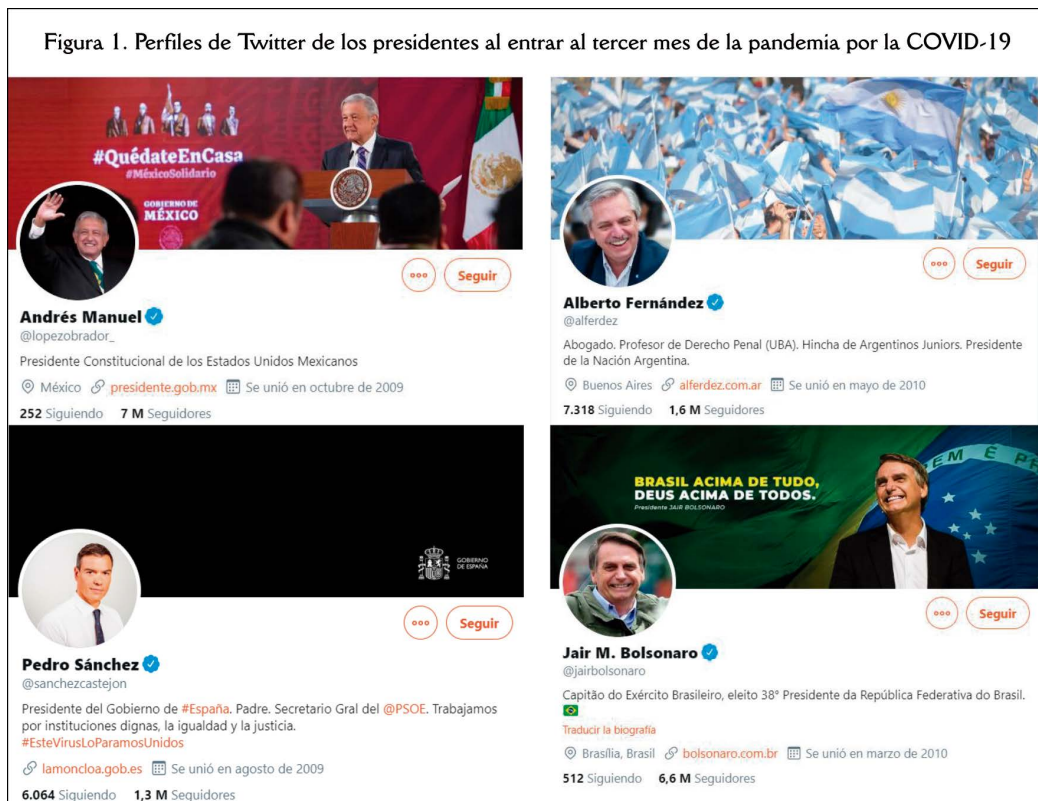 Figura 1. Perfiles de Twitter de los presidentes al entrar al tercer mes de la pandemia por la COVID-19
#QuédateEnCasa
#MéxicoSolidario
GOBIERNO DE
MÉXICO
Seguir
Andrés Manuel
@lopezobrador_
Presidente Constitucional de los Estados Unidos Mexicanos
México presidente.gob.mx Se unió en octubre de 2009
252 Siguiendo 7 M Seguidores
Seguir
Alberto Fernández
@alferdez
Abogado. Profesor de Derecho Penal (UBA). Hincha de Argentinos Juniors. Presidente
de la Nación Argentina.
Buenos Aires alferdez.com.ar Se unió en mayo de 2010
7.318 Siguiendo 1,6 M Seguidores
GOBIERNO
DE ESPAÑA
Seguir
Pedro Sánchez
@sanchezcastejon
Presidente del Gobierno de #España. Padre. Secretario Gral del @PSOE. Trabajamos
por instituciones dignas, la igualdad y la justicia.
#EsteVirusLoParamosUnidos
lamoncloa.gob.es Se unió en agosto de 2009
6.064 Siguiendo 1,3 M Seguidores
BRASIL ACIMA DE TUDO,
DEUS ACIMA DE TODOS.
Presidente JAIR BOLSONARO
EM E PR
Seguir
Jair M. Bolsonaro
@jairbolsonaro
Capitão do Exército Brasileiro, eleito 38° Presidente da República Federativa do Brasil.
Traducir la biografía
Brasília, Brasil bolsonaro.com.br Se unió en marzo de 2010
512 Siguiendo 6,6 M Seguidores